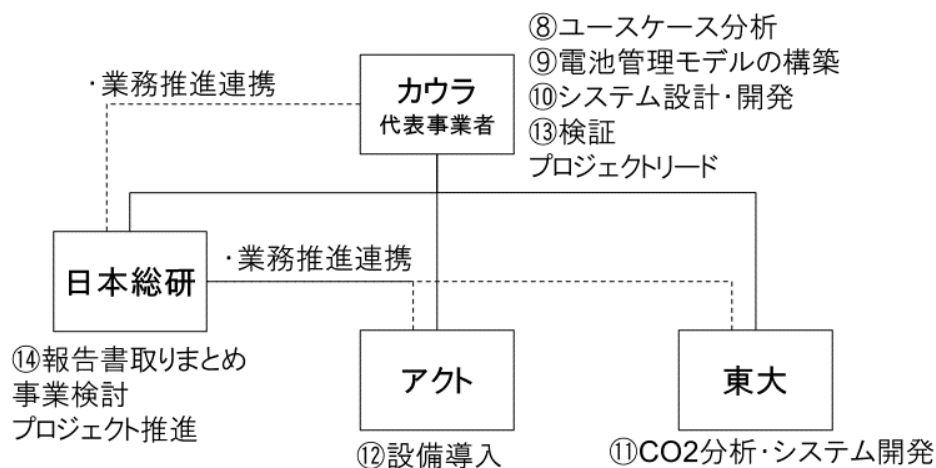 ⑧ユースケース分析
⑨電池管理モデルの構築
⑩システム設計・開発
⑬検証
プロジェクトリード
・業務推進連携
カウラ
代表事業者
日本総研
・業務推進連携
⑭報告書取りまとめ
事業検討
プロジェクト推進
アクト
⑫設備導入
東大
⑪CO2分析・システム開発